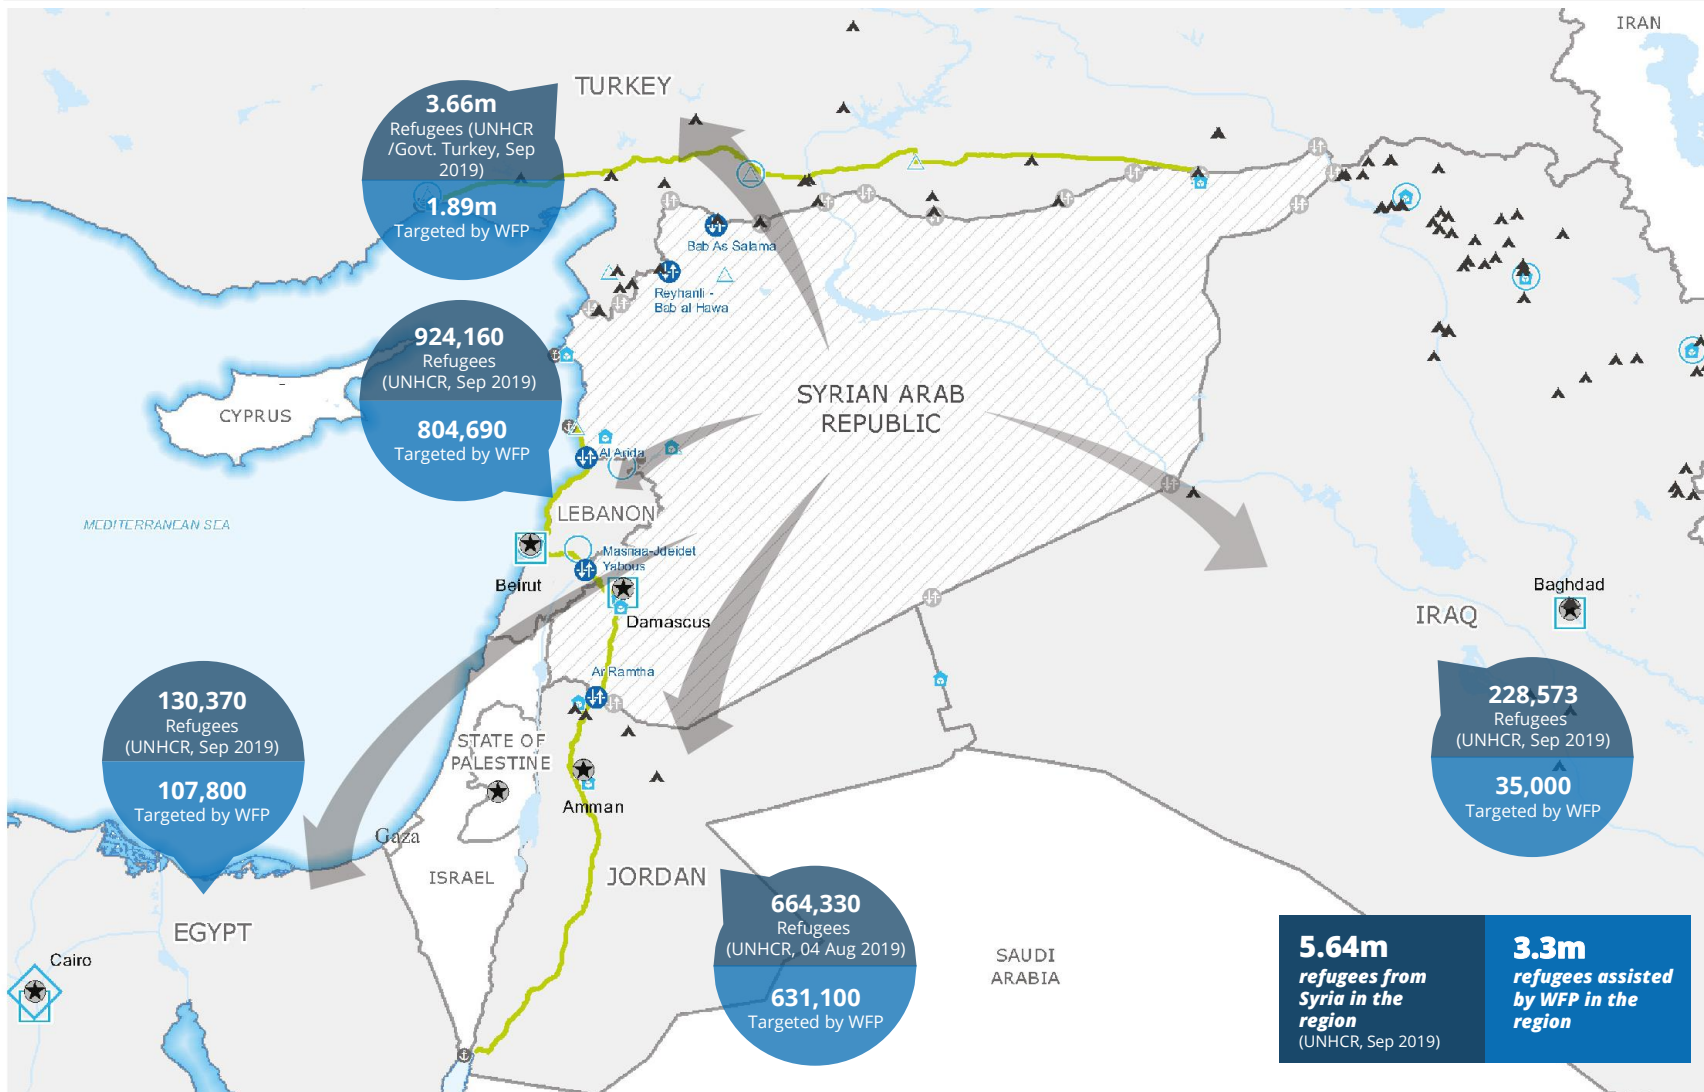 IRAN
TURKEY
3.66m
Refugees (UNHCR
/Govt. Turkey, Sep
2019)
1.89m
Targeted by WFP
Bab As Salama
Reyhanli -
Bab al Hawa
924,160
Refugees
(UNHCR, Sep 2019)
804,690
Targeted by WFP
CYPRUS
SYRIAN ARAB
REPUBLIC
Al Arida
MEDITERRANEAN SEA
LEBANON
Masnaa-Jdeidet
Yabous
Beirut
Damascus
Baghdad
IRAQ
Ar Ramtha
130,370
Refugees
(UNHCR, Sep 2019)
107,800
Targeted by WFP
228,573
Refugees
(UNHCR, Sep 2019)
35,000
Targeted by WFP
STATE OF
PALESTINE
Amman
Gaza
ISRAEL
JORDAN
EGYPT
Cairo
664,330
Refugees
(UNHCR, 04 Aug 2019)
631,100
Targeted by WFP
SAUDI
ARABIA
5.64m
refugees from
Syria in the
region
(UNHCR, Sep 2019)
3.3m
refugees assisted
by WFP in the
region